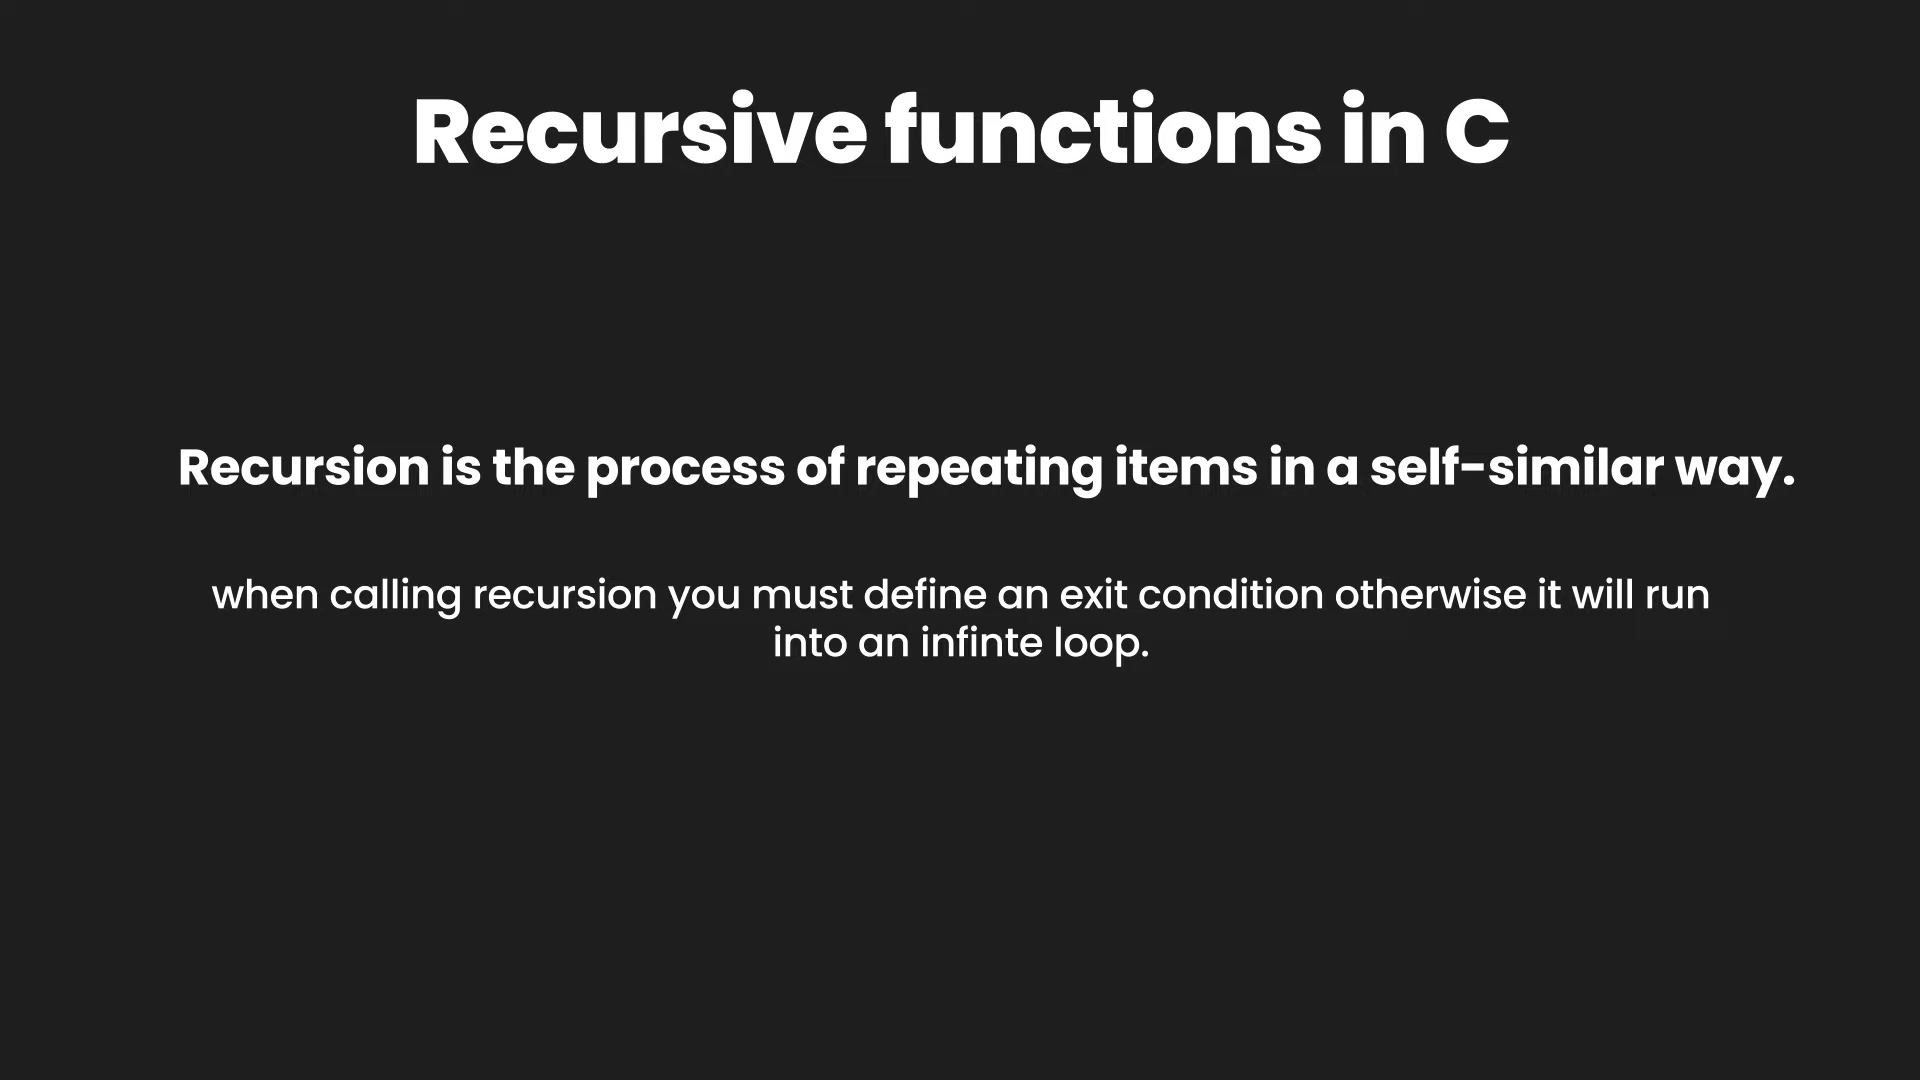 Recursive functions in C
Recursion is the process of repeating items in a self-similar way.
when calling recursion you must define an exit condition otherwise it will run
into an infinte loop.